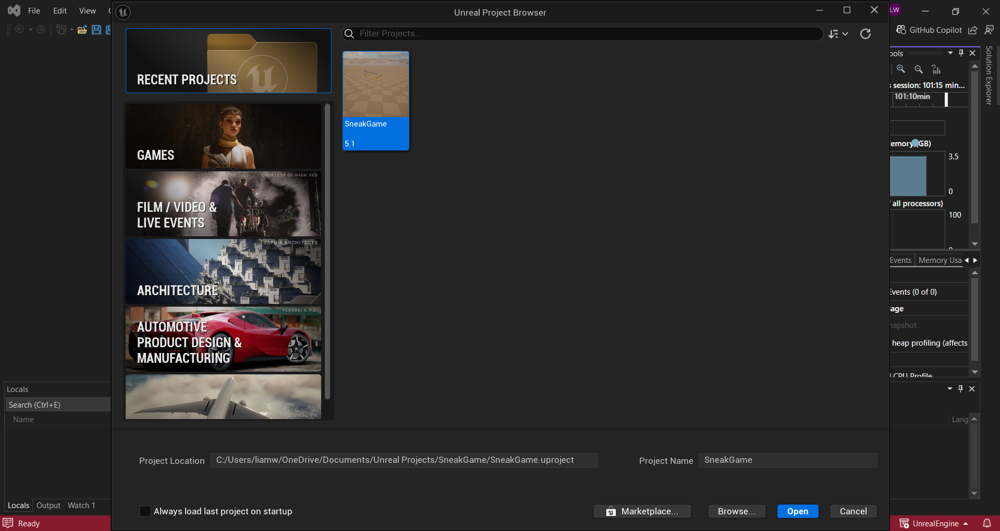 File Edit View
Unreal Project Browser
LW
GitHub Copilot
Filter Projects...
RECENT PROJECTS
SneakGame
5.1
GAMES
COURTESY OF HIGH RES
FILM / VIDEO &
LIVE EVENTS
SAFDIE ARCHITECTS
ARCHITECTURE
FERRARI S.P.A.
AUTOMOTIVE
PRODUCT DESIGN &
MANUFACTURING
Project Location C:/Users/liamw/OneDrive/Documents/Unreal Projects/SneakGame/SneakGame.uproject
Project Name SneakGame
Always load last project on startup
Marketplace... Browse... Open Cancel
ools
Solution Explorer
s session: 101:15 min...
101:10min
emory (GB)
3.5
0
all processors)
100
Events Memory Usa
Events (0 of 0)
sage
napshot
heap profiling (affects
CPU Profile
Lang
Locals
Search (Ctrl+E)
Name
Locals Output Watch 1
Ready
UnrealEngine